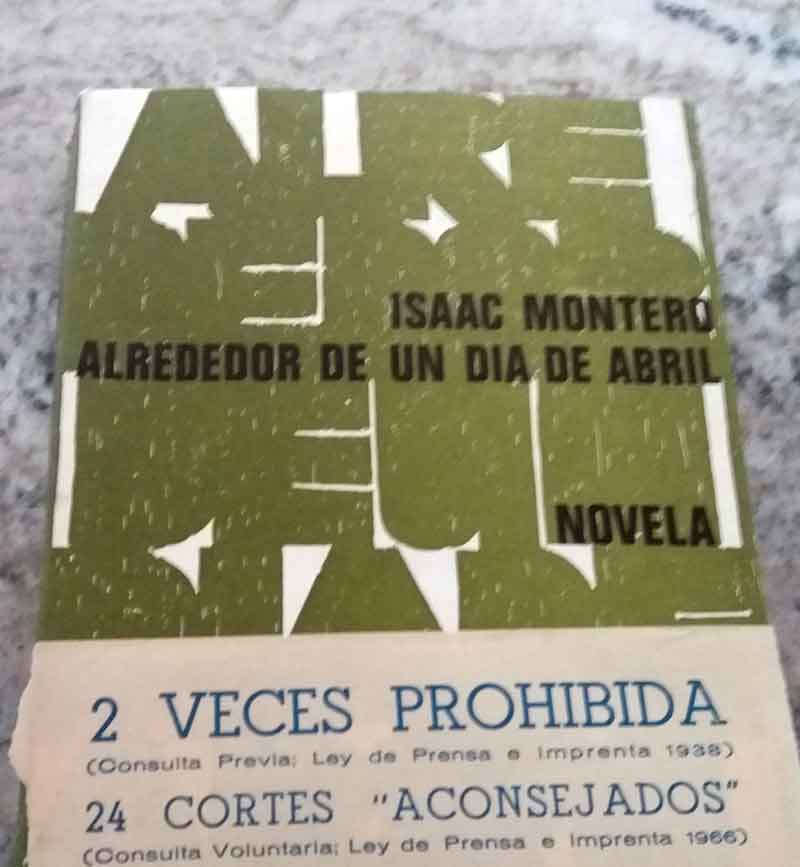 ISAAC MONTERO
ALREDEDOR DE UN DIA DE ABRIL
NOVELA
2 VECES PROHIBIDA
(Consulta Previa; Ley de Prensa e Imprenta 1938)
24 CORTES "ACONSEJADOS"
(Consulta Voluntaria; Ley de Prensa e Imprenta 1966)